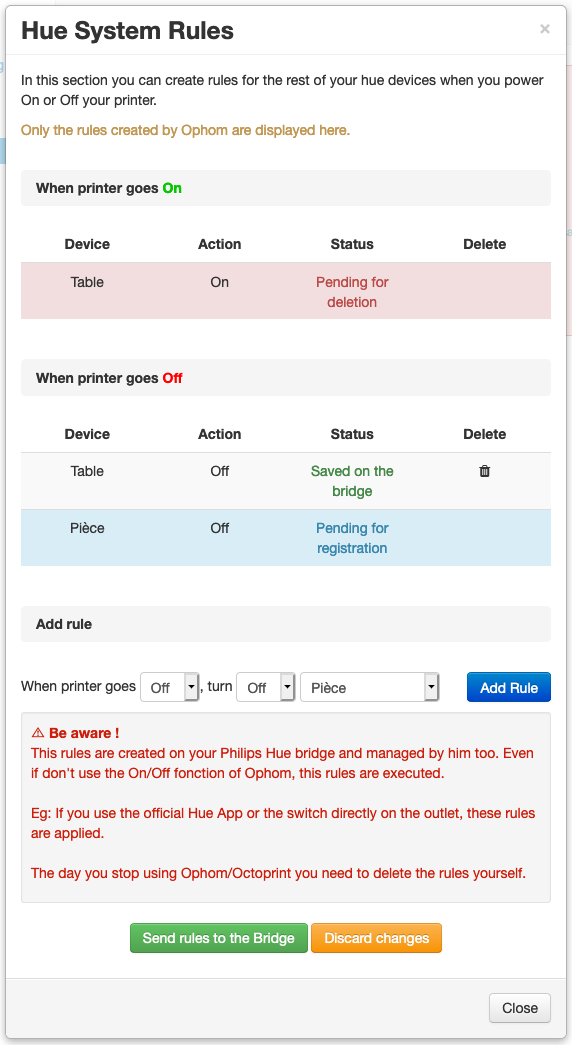 Hue System Rules
×
In this section you can create rules for the rest of your hue devices when you power
On or Off your printer.
Only the rules created by Ophom are displayed here.
When printer goes On
Device Action Status Delete
Table On Pending for
deletion
When printer goes Off
Device Action Status Delete
Table Off Saved on the
bridge
Pièce Off Pending for
registration
Add rule
When printer goes Off , turn Off Pièce Add Rule
⚠ Be aware !
This rules are created on your Philips Hue bridge and managed by him too. Even
if don't use the On/Off fonction of Ophom, this rules are executed.
Eg: If you use the official Hue App or the switch directly on the outlet, these rules
are applied.
The day you stop using Ophom/Octoprint you need to delete the rules yourself.
Send rules to the Bridge Discard changes
Close